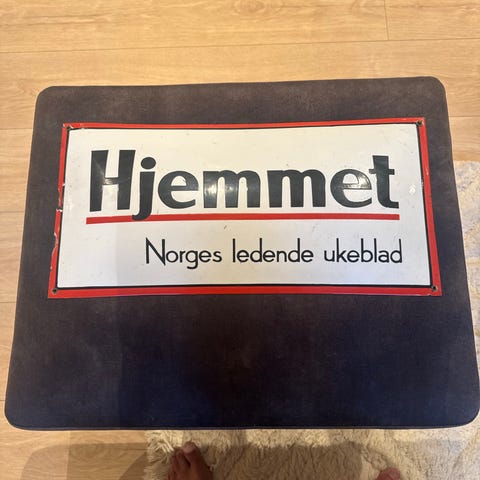 Hjemmet
Norges ledende ukeblad